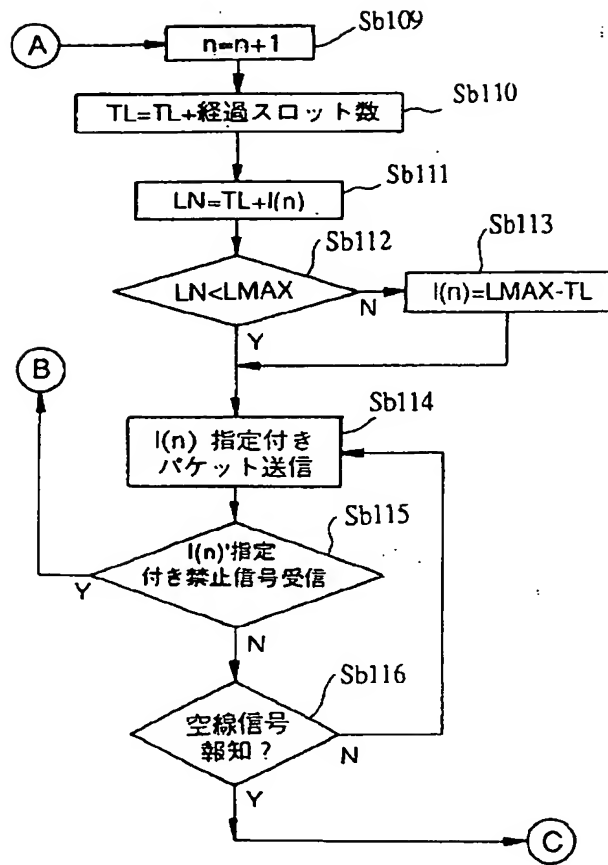 A
n=n+1
Sb109
TL=TL+経過スロット数
Sb110
LN=TL+l(n)
Sb111
LN<LMAX
Sb112
N
Y
l(n)=LMAX-TL
Sb113
B
l(n) 指定付き
パケット送信
Sb114
l(n)'指定
付き禁止信号受信
Sb115
Y
N
空線信号
報知?
Sb116
N
Y
C